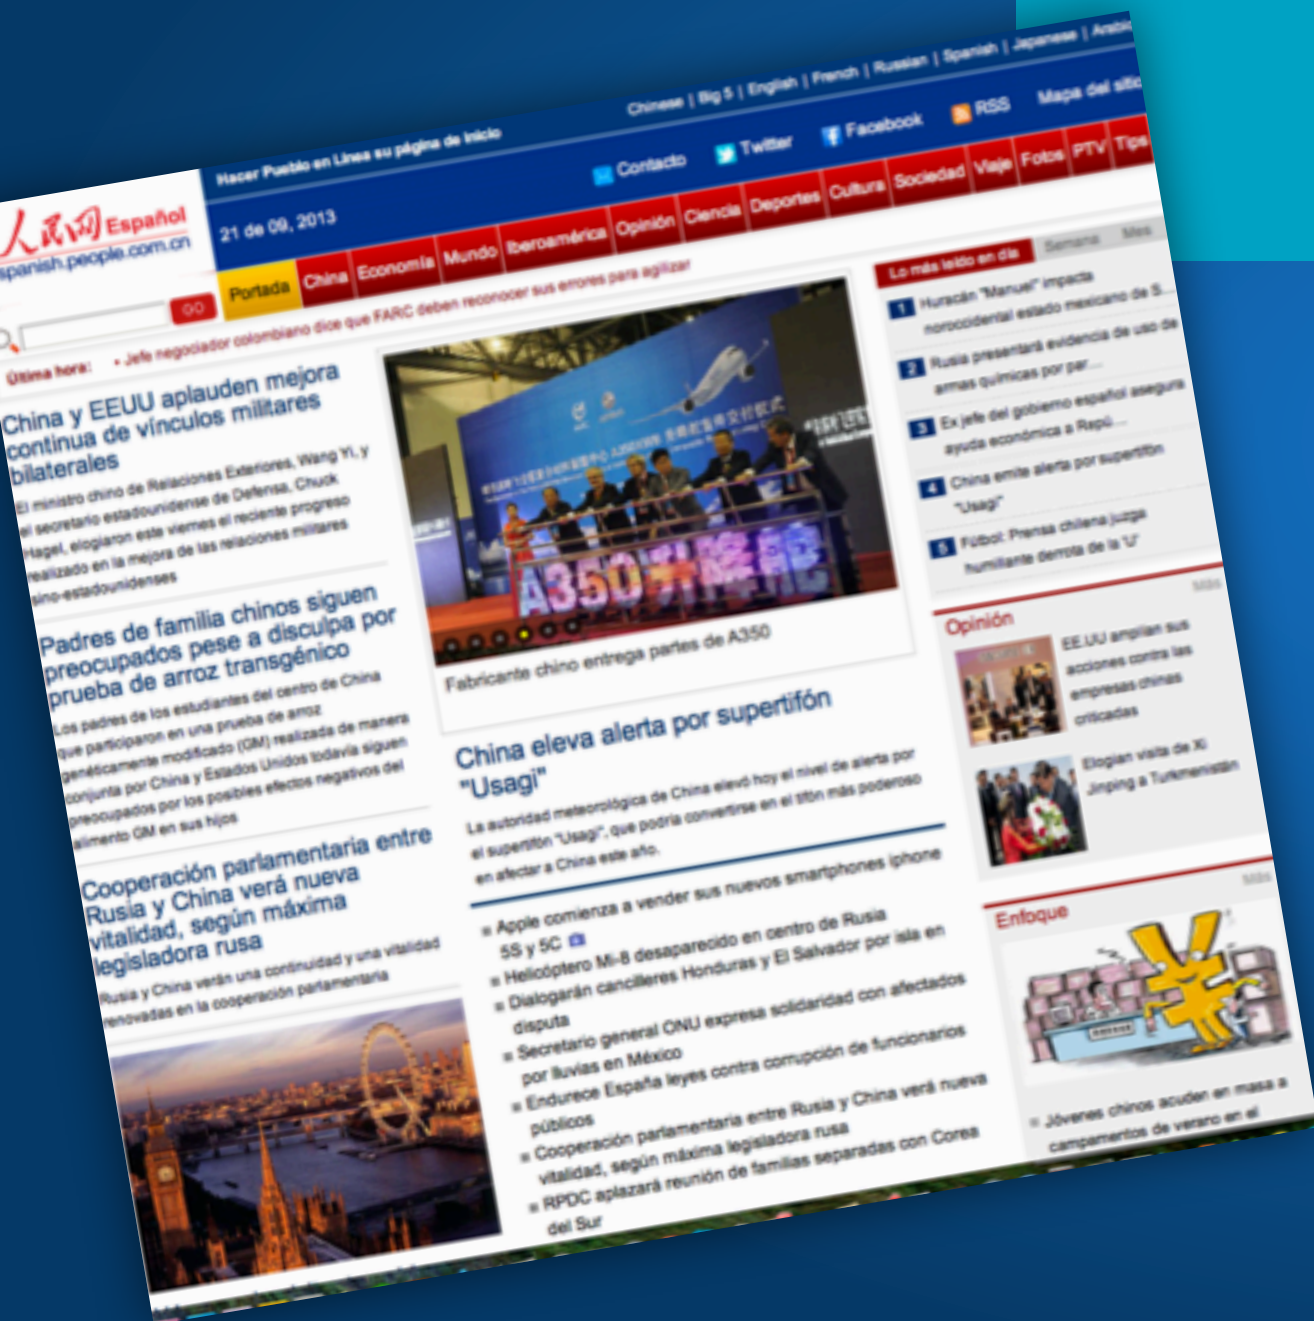 Chinese | Big 5 | English | French | Russian | Spanish | Japanese | Arabic
Hacer Pueblo en Línea su página de inicio
Contacto
Twitter
Facebook
RSS
Mapa del sitio
21 de 09, 2013
人民网 Español
spanish.people.com.cn
Portada
China
Economía
Mundo
Iberoamérica
Opinión
Ciencia
Deportes
Cultura
Sociedad
Viaje
Fotos
PTV
Tips
GO
Última hora:
• Jefe negociador colombiano dice que FARC deben reconocer sus errores para agilizar
China y EEUU aplauden mejora
continua de vínculos militares
bilaterales
El ministro chino de Relaciones Exteriores, Wang Yi, y
el secretario estadounidense de Defensa, Chuck
Hagel, elogiaron este viernes el reciente progreso
realizado en la mejora de las relaciones militares
sino-estadounidenses
Padres de familia chinos siguen
preocupados pese a disculpa por
prueba de arroz transgénico
Los padres de los estudiantes del centro de China
que participaron en una prueba de arroz
genéticamente modificado (GM) realizada de manera
conjunta por China y Estados Unidos todavía siguen
preocupados por los posibles efectos negativos del
alimento GM en sus hijos
Cooperación parlamentaria entre
Rusia y China verá nueva
vitalidad, según máxima
legisladora rusa
Rusia y China verán una continuidad y una vitalidad
renovadas en la cooperación parlamentaria
A350
Fabricante chino entrega partes de A350
China eleva alerta por supertifón
"Usagi"
La autoridad meteorológica de China elevó hoy el nivel de alerta por
el supertifón "Usagi", que podría convertirse en el tifón más poderoso
en afectar a China este año.
Apple comienza a vender sus nuevos smartphones iphone
5S y 5C
Helicóptero Mi-8 desaparecido en centro de Rusia
Dialogarán cancilleres Honduras y El Salvador por isla en
disputa
Secretario general ONU expresa solidaridad con afectados
por lluvias en México
Endurece España leyes contra corrupción de funcionarios
públicos
Cooperación parlamentaria entre Rusia y China verá nueva
vitalidad, según máxima legisladora rusa
RPDC aplazará reunión de familias separadas con Corea
del Sur
Lo más leído en día
Semana
Mes
1 Huracán "Manuel" impacta
noroccidental estado mexicano de S...
2 Rusia presentará evidencia de uso de
armas químicas por par....
3 Ex jefe del gobierno español asegura
ayuda económica a Repú....
4 China emite alerta por supertifón
"Usagi"
5 Fútbol: Prensa chilena juzga
humillante derrota de la 'U'
Más
Opinión
EE.UU amplían sus
acciones contra las
empresas chinas
criticadas
Elogian visita de Xi
Jinping a Turkmenistán
Más
Enfoque
Jóvenes chinos acuden en masa a
campamentos de verano en el